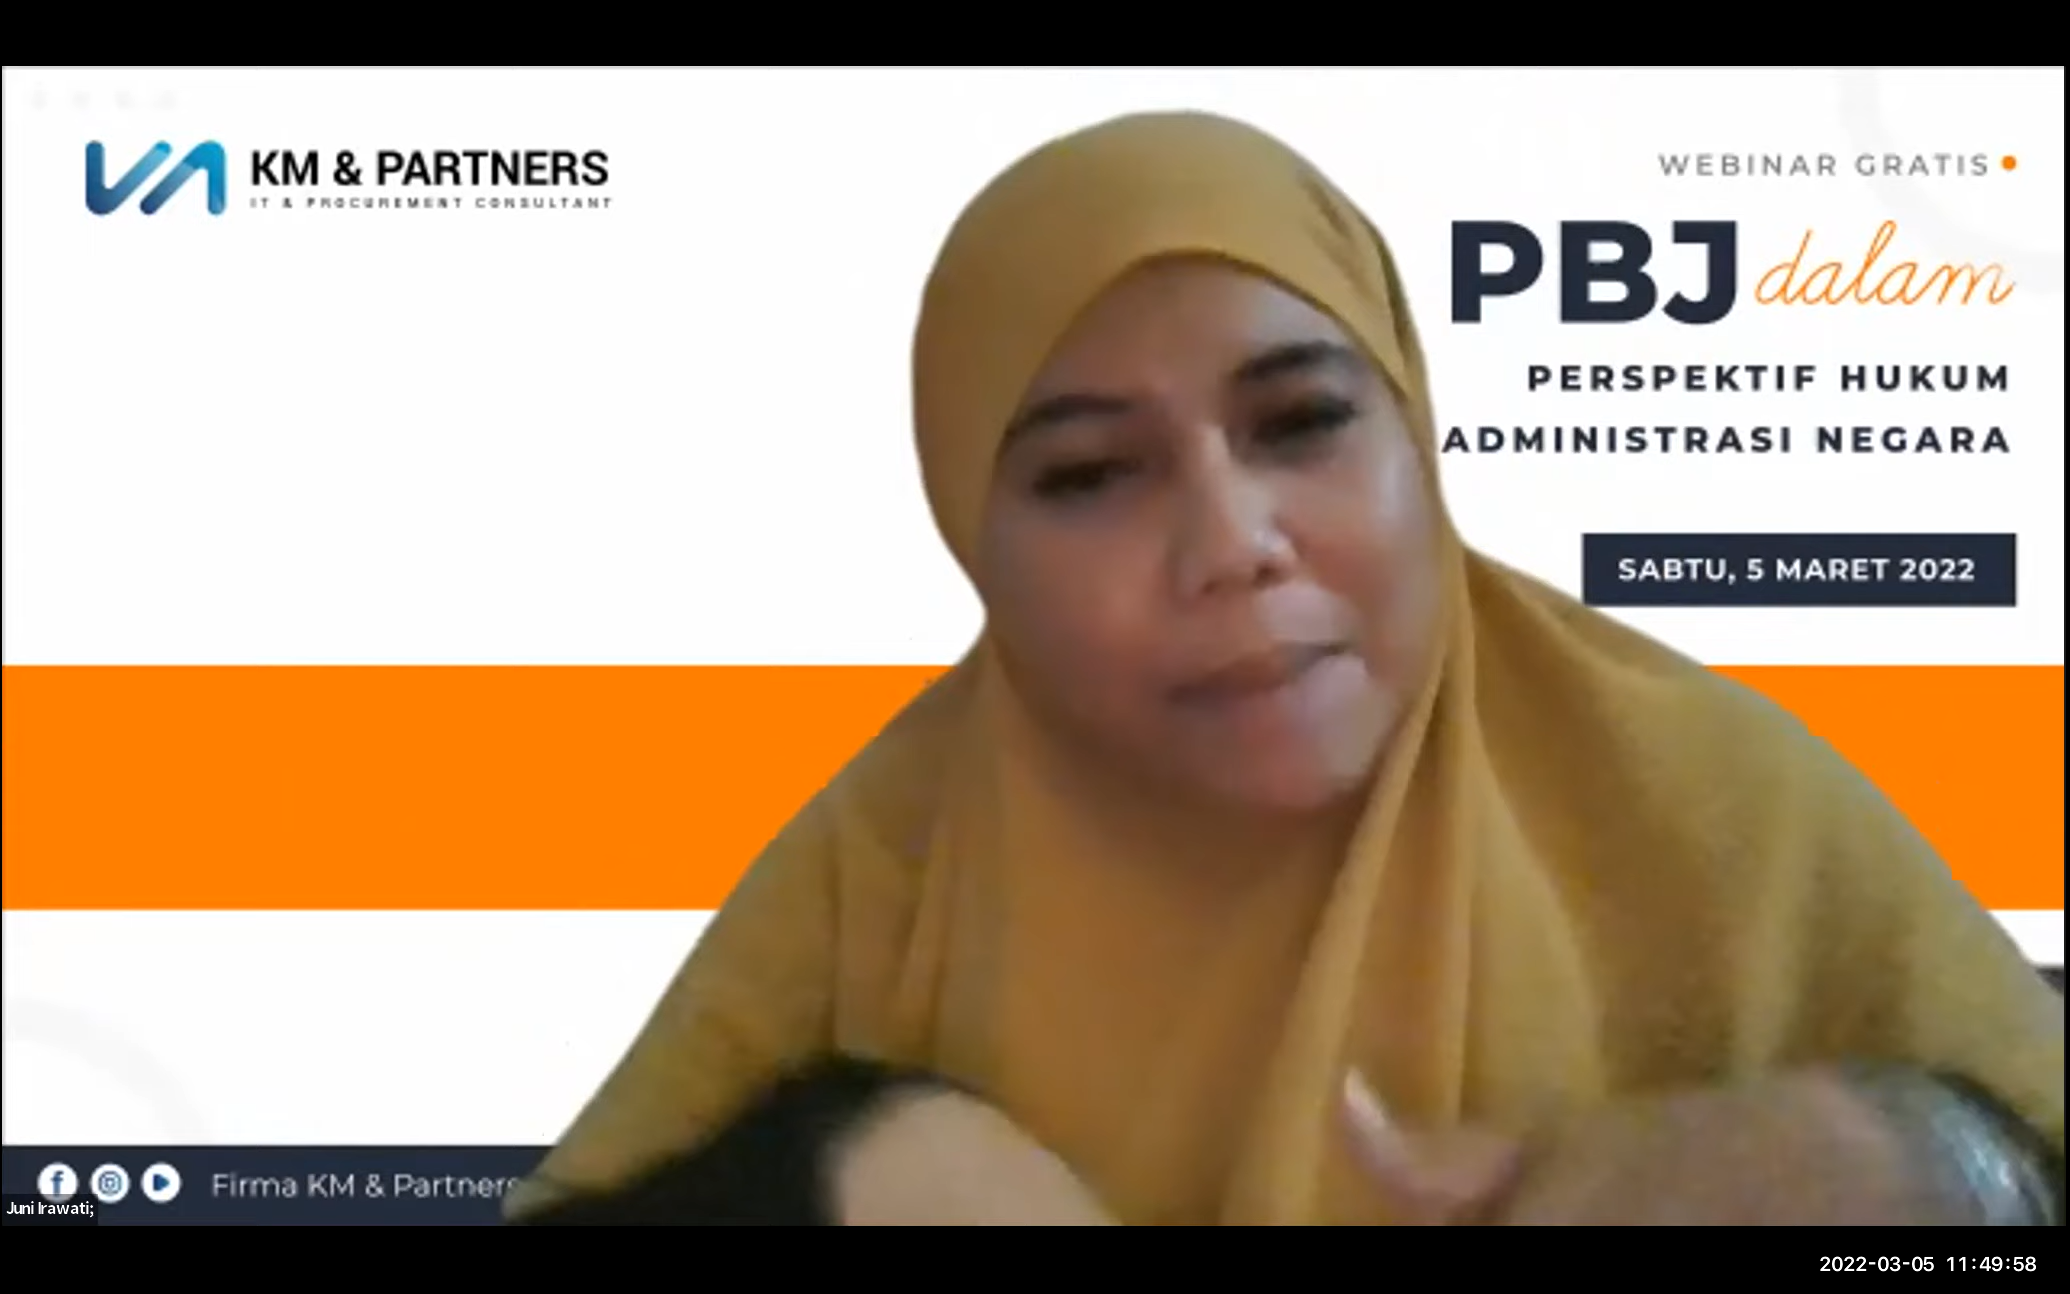 KM & PARTNERS
IT & PROCUREMENT CONSULTANT
WEBINAR GRATIS
PBJ dalam
PERSPEKTIF HUKUM
ADMINISTRASI NEGARA
SABTU, 5 MARET 2022
Firma KM & Partners
Juni Irawati;
2022-03-05 11:49:58